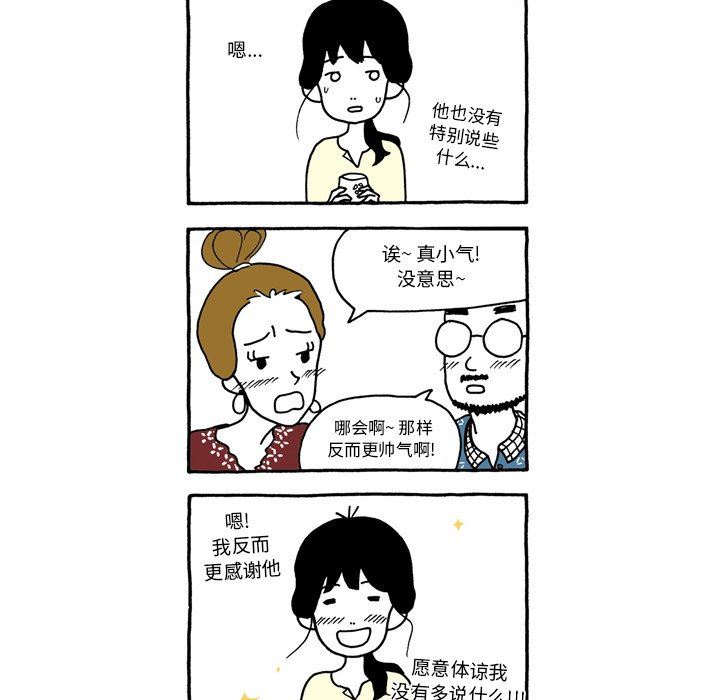 嗯...
他也没有
特别说些
什么...
诶~ 真小气!
没意思~
哪会啊~ 那样
反而更帅气啊!
嗯!
我反而
更感谢他
愿意体谅我
没有多说什么!!!